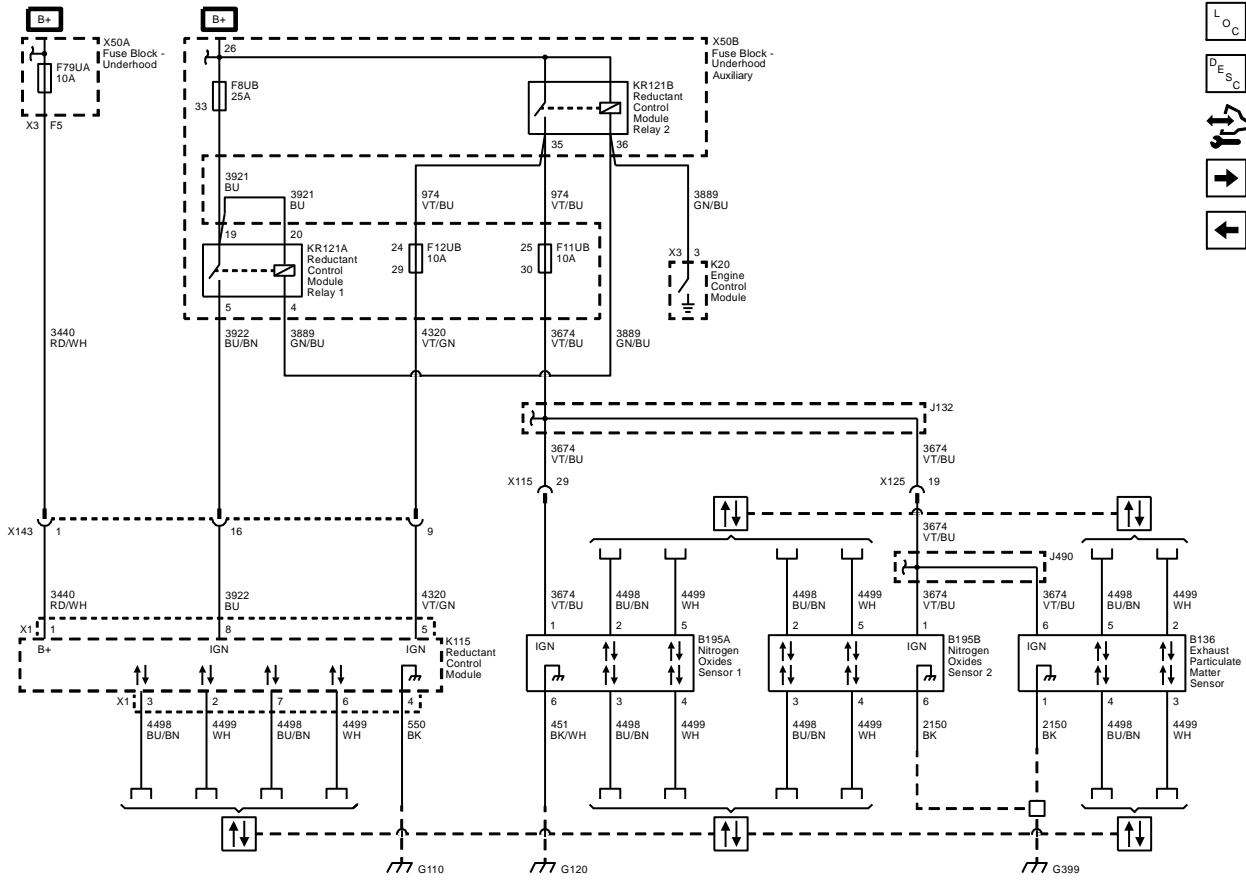 B+
B+
X50A
Fuse Block -
Underhood
F79UA
10A
X3 F5
26
X50B
Fuse Block -
Underhood
Auxiliary
F8UB
25A
33
KR121B
Reductant
Control
Module
Relay 2
35
36
L O C
D E S C
3921
BU
3921
BU
974
VT/BU
974
VT/BU
3889
GN/BU
19
20
KR121A
Reductant
Control
Module
Relay 1
24
29
F12UB
10A
25
30
F11UB
10A
X3 3
K20
Engine
Control
Module
5
4
3440
RD/WH
3922
BU/BN
3889
GN/BU
4320
VT/GN
3674
VT/BU
3889
GN/BU
J132
3674
VT/BU
3674
VT/BU
X115 29
X125 19
X143 1
16
9
3674
VT/BU
J490
3440
RD/WH
3922
BU
4320
VT/GN
3674
VT/BU
4498
BU/BN
4499
WH
4498
BU/BN
4499
WH
3674
VT/BU
3674
VT/BU
4498
BU/BN
4499
WH
X1 1
8
5
1
2
5
2
5
1
6
5
2
B+
IGN
IGN
K115
Reductant
Control
Module
IGN
B195A
Nitrogen
Oxides
Sensor 1
IGN
B195B
Nitrogen
Oxides
Sensor 2
IGN
B136
Exhaust
Particulate
Matter
Sensor
X1 3
2
7
6
4
6
3
4
3
4
6
1
4
3
4498
BU/BN
4499
WH
4498
BU/BN
4499
WH
550
BK
451
BK/WH
4498
BU/BN
4499
WH
4498
BU/BN
4499
WH
2150
BK
2150
BK
4498
BU/BN
4499
WH
G110
G120
G399